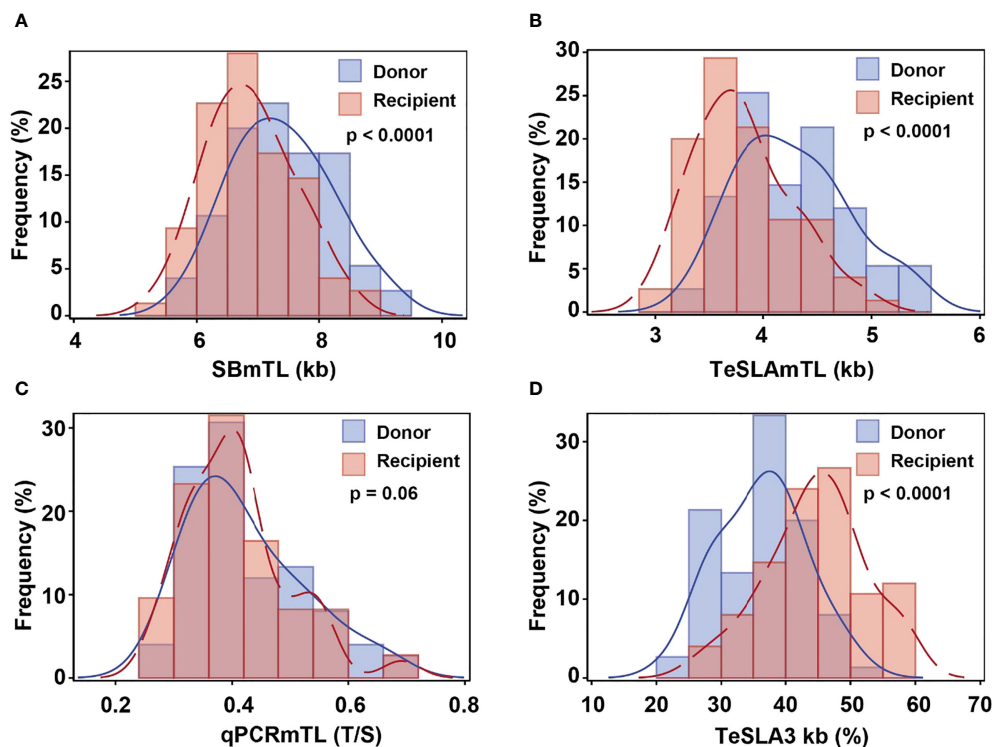 A
Frequency (%)
25
20
15
10
5
0
Donor
Recipient
p < 0.0001
4 6 8 10
SBmTL (kb)
B
Frequency (%)
30
25
20
15
10
5
0
Donor
Recipient
p < 0.0001
3 4 5 6
TeSLAmTL (kb)
C
Frequency (%)
30
20
10
0
Donor
Recipient
p = 0.06
0.2 0.4 0.6 0.8
qPCRmTL (T/S)
D
Frequency (%)
30
20
10
0
Donor
Recipient
p < 0.0001
10 20 30 40 50 60 70
TeSLA3 kb (%)